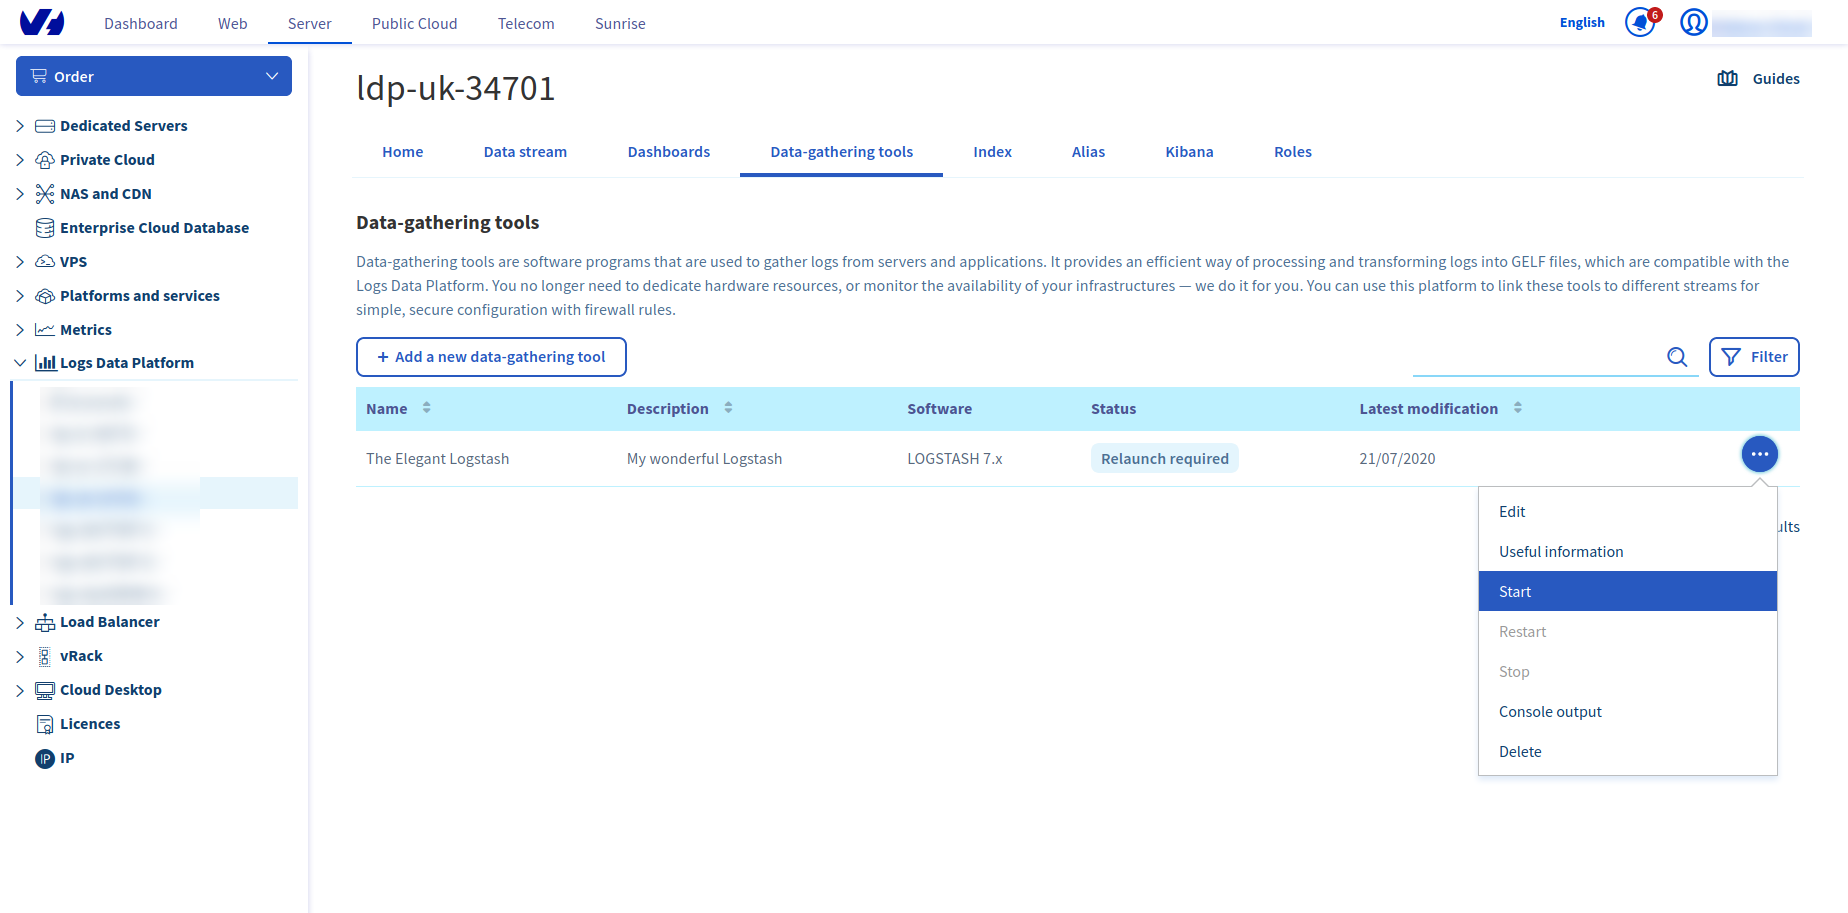 Dashboard Web Server Public Cloud Telecom Sunrise English 6
Order
Dedicated Servers
Private Cloud
NAS and CDN
Enterprise Cloud Database
VPS
Platforms and services
Metrics
Logs Data Platform
Load Balancer
vRack
Cloud Desktop
Licences
IP IP
ldp-uk-34701
Guides
Home Data stream Dashboards Data-gathering tools Index Alias Kibana Roles
Data-gathering tools
Data-gathering tools are software programs that are used to gather logs from servers and applications. It provides an efficient way of processing and transforming logs into GELF files, which are compatible with the
Logs Data Platform. You no longer need to dedicate hardware resources, or monitor the availability of your infrastructures — we do it for you. You can use this platform to link these tools to different streams for
simple, secure configuration with firewall rules.
+ Add a new data-gathering tool
Filter
Name Description Software Status Latest modification
The Elegant Logstash My wonderful Logstash LOGSTASH 7.x Relaunch required 21/07/2020
Edit
Useful information
Start
Restart
Stop
Console output
Delete